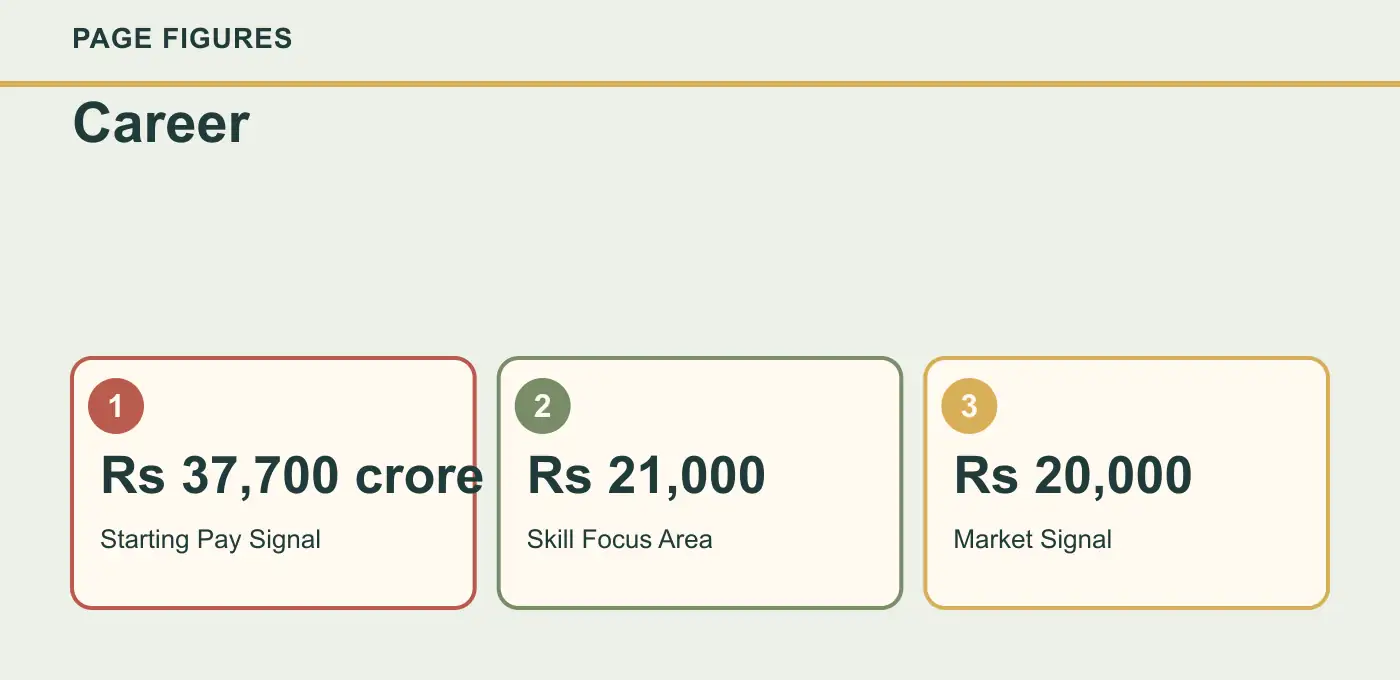 PAGE FIGURES
Career
1
Rs 37,700 crore
Starting Pay Signal
2
Rs 21,000
Skill Focus Area
3
Rs 20,000
Market Signal